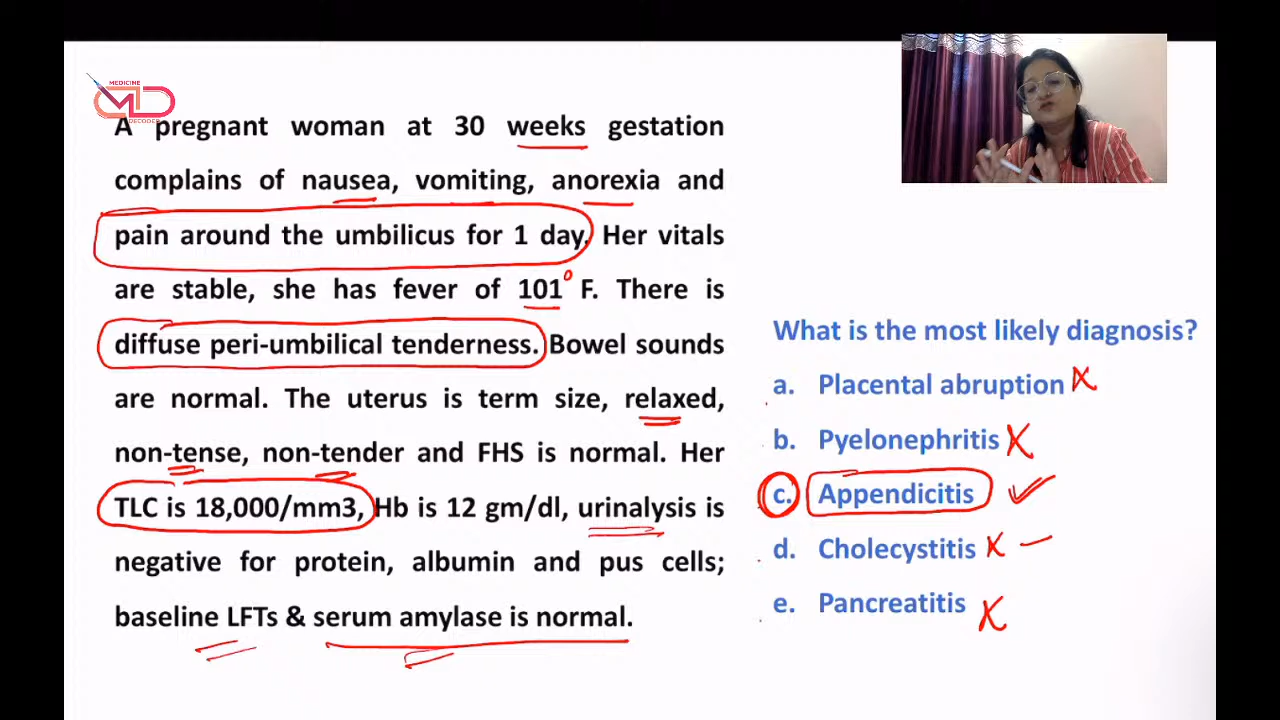 MEDICINE
MD
DECODER
A pregnant woman at 30 weeks gestation
complains of nausea, vomiting, anorexia and
pain around the umbilicus for 1 day. Her vitals
are stable, she has fever of 101° F. There is
diffuse peri-umbilical tenderness. Bowel sounds
are normal. The uterus is term size, relaxed,
non-tense, non-tender and FHS is normal. Her
TLC is 18,000/mm3, Hb is 12 gm/dl, urinalysis is
negative for protein, albumin and pus cells;
baseline LFTs & serum amylase is normal.
What is the most likely diagnosis?
a. Placental abruption
b. Pyelonephritis
c. Appendicitis
d. Cholecystitis
e. Pancreatitis